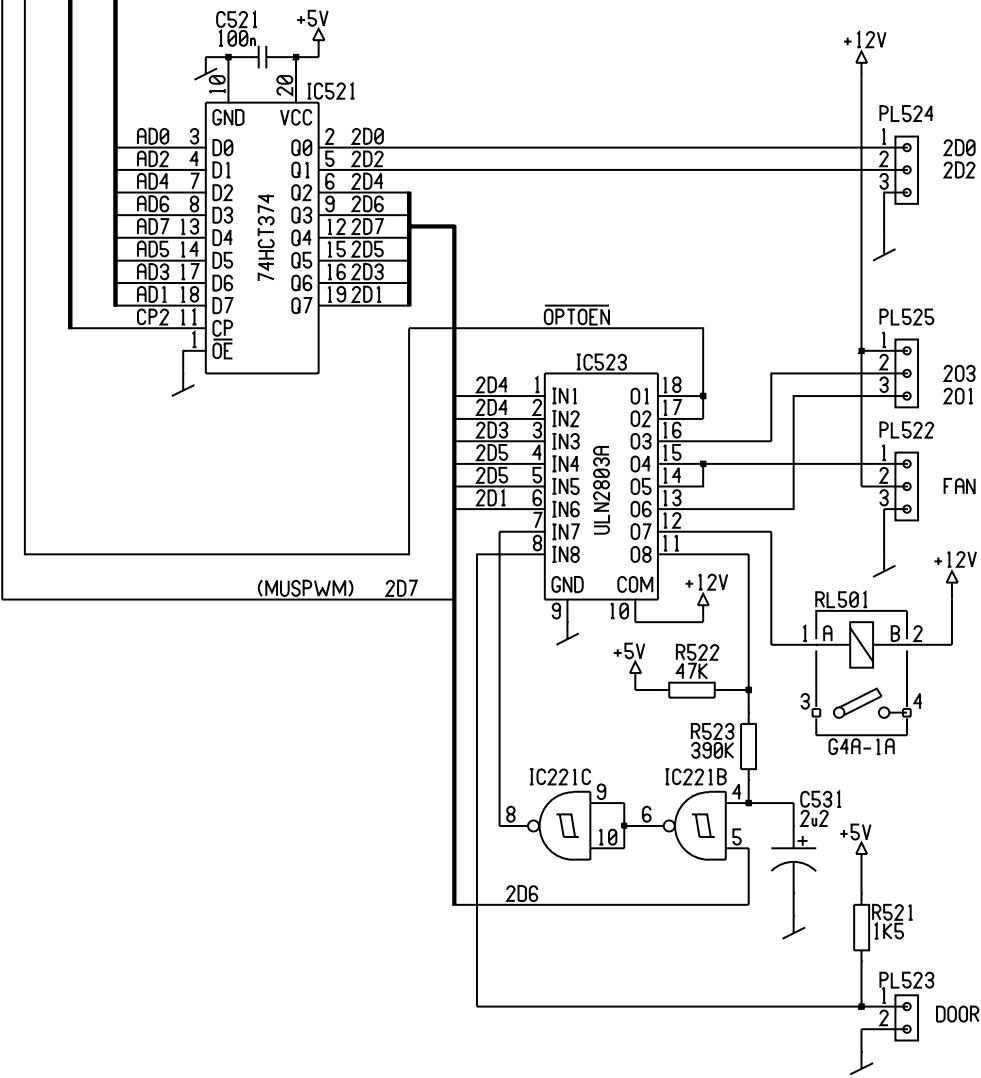 C521
100n
+5V
+12V
10
20
IC521
GND VCC
PL524
AD0 3 D0 Q0 2 2D0 1 2D0
AD2 4 D1 Q1 5 2D2 2 2D2
AD4 7 D2 Q2 6 2D4 3
AD6 8 D3 Q3 9 2D6
AD7 13 D4 Q4 12 2D7
AD5 14 D5 Q5 15 2D5
AD3 17 D6 Q6 16 2D3
AD1 18 D7 Q7 19 2D1
74HCT374
CP2 11 CP
1 OE
OPTOEN
PL525
1
2 2O3
3 2O1
IC523
2D4 1 IN1 O1 18
2D4 2 IN2 O2 17
2D3 3 IN3 O3 16
2D5 4 IN4 O4 15
2D5 5 IN5 O5 14
2D1 6 IN6 O6 13
7 IN7 O7 12
8 IN8 O8 11
ULN2803A
GND COM
9 10
+12V
PL522
1
2 FAN
3
+12V
(MUSPWM) 2D7
RL501
1 A B 2
3 4
G4A-1A
+5V
R522
47K
R523
390K
IC221C IC221B
8 9 10 6 4 5
C531
2u2
+
+5V
2D6
R521
1K5
PL523
1
2
DOOR